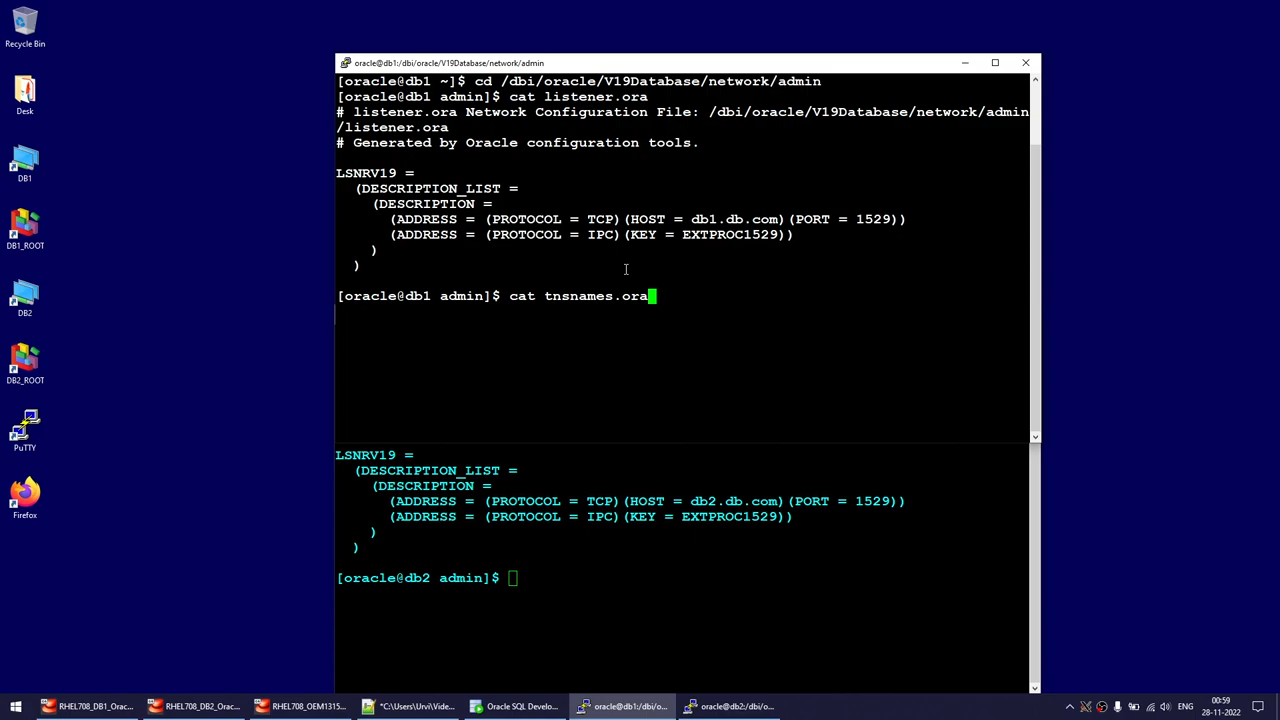 Recycle Bin
Desk
DB1
DB1_ROOT
DB2
DB2_ROOT
PuTTY
Firefox
oracle@db1:/dbi/oracle/V19Database/network/admin
[oracle@db1 ~]$ cd /dbi/oracle/V19Database/network/admin
[oracle@db1 admin]$ cat listener.ora
# listener.ora Network Configuration File: /dbi/oracle/V19Database/network/admin
/listener.ora
# Generated by Oracle configuration tools.
LSNRV19 =
  (DESCRIPTION_LIST =
    (DESCRIPTION =
      (ADDRESS = (PROTOCOL = TCP)(HOST = db1.db.com)(PORT = 1529))
      (ADDRESS = (PROTOCOL = IPC)(KEY = EXTPROC1529))
    )
  )
[oracle@db1 admin]$ cat tnsnames.ora
LSNRV19 =
  (DESCRIPTION_LIST =
    (DESCRIPTION =
      (ADDRESS = (PROTOCOL = TCP)(HOST = db2.db.com)(PORT = 1529))
      (ADDRESS = (PROTOCOL = IPC)(KEY = EXTPROC1529))
    )
  )
[oracle@db2 admin]$
RHEL708_DB1_Orac...
RHEL708_DB2_Orac...
RHEL708_OEM1315...
*C:\Users\Urvi\Vide...
Oracle SQL Develo...
oracle@db1:/dbi/o...
oracle@db2:/dbi/o...
ENG
00:59
28-11-2022